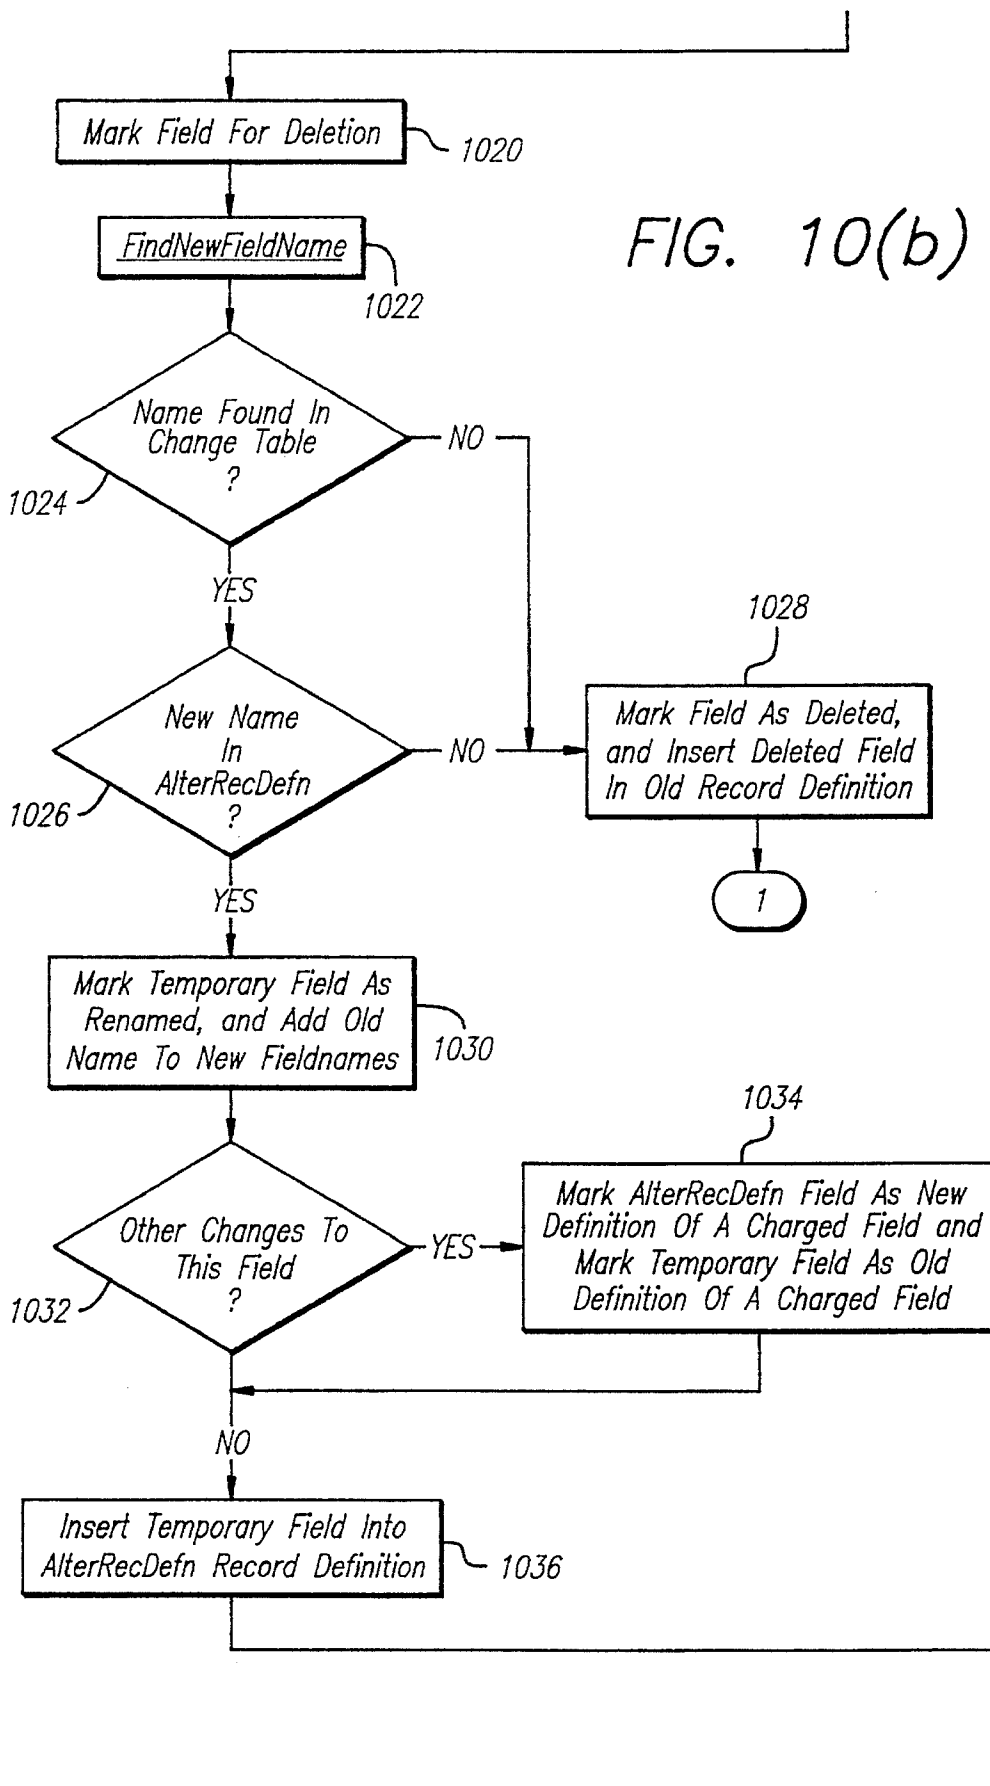 Mark Field For Deletion
1020
FIG. 10(b)
FindNewFieldName
1022
Name Found In
Change Table
?
NO
1024
YES
1028
New Name
In
AlterRecDefn
?
NO
1026
Mark Field As Deleted,
and Insert Deleted Field
In Old Record Definition
YES
1
Mark Temporary Field As
Renamed, and Add Old
Name To New Fieldnames
1030
1034
Other Changes To
This Field
?
YES
1032
Mark AlterRecDefn Field As New
Definition Of A Charged Field and
Mark Temporary Field As Old
Definition Of A Charged Field
NO
Insert Temporary Field Into
AlterRecDefn Record Definition
1036